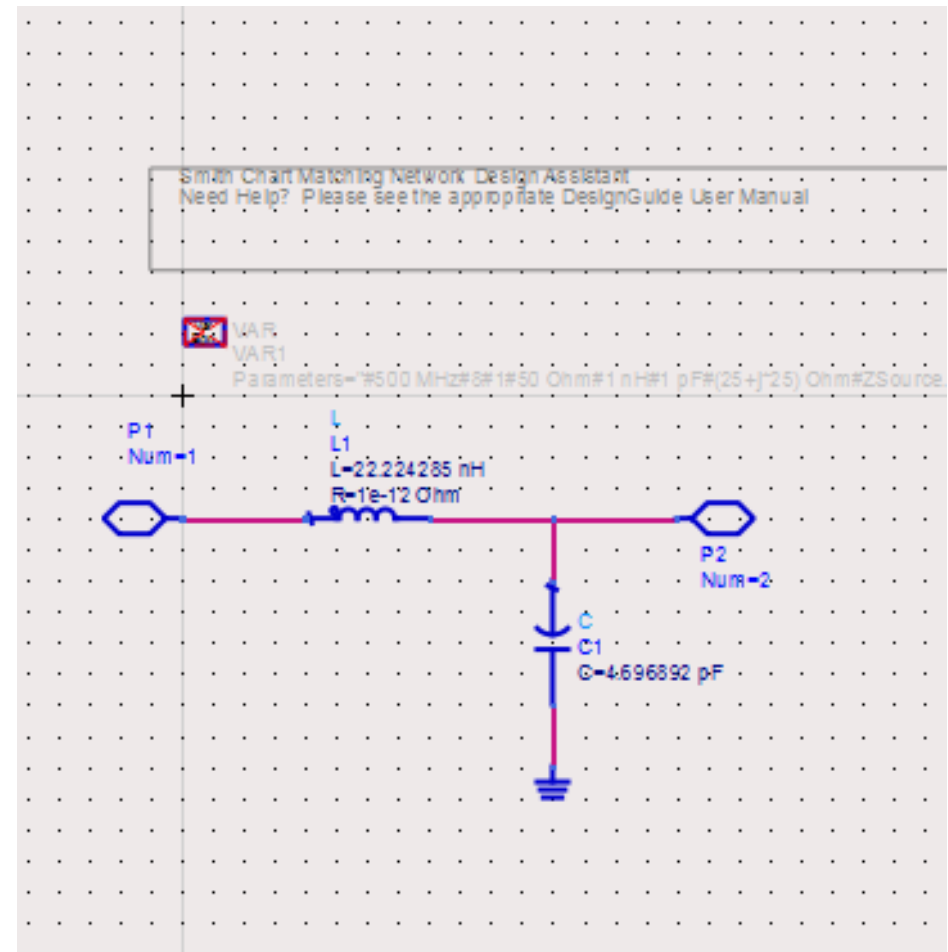 Smith Chart Matching Network Design Assistant
Need Help? Please see the appropriate DesignGuide User Manual
VAR
VAR1
Parameters="#500 MHz#8#1#50 Ohm#1 nH#1 pF#(25+j*25) Ohm#ZSource.
P1
Num=1
L
L1
L=22.224285 nH
R=1e-12 Ohm
P2
Num=2
C
C1
C=4.696892 pF